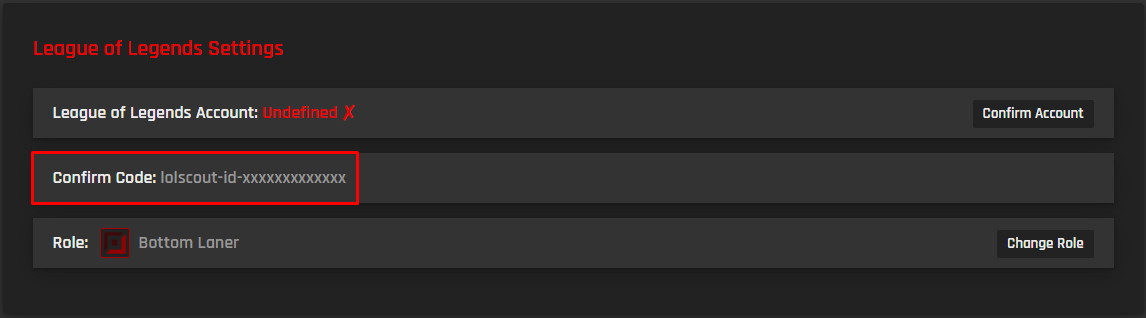 League of Legends Settings
League of Legends Account: Undefined ✗ Confirm Account
Confirm Code: lolscout-id-xxxxxxxxxxxxx
Role: Bottom Laner Change Role